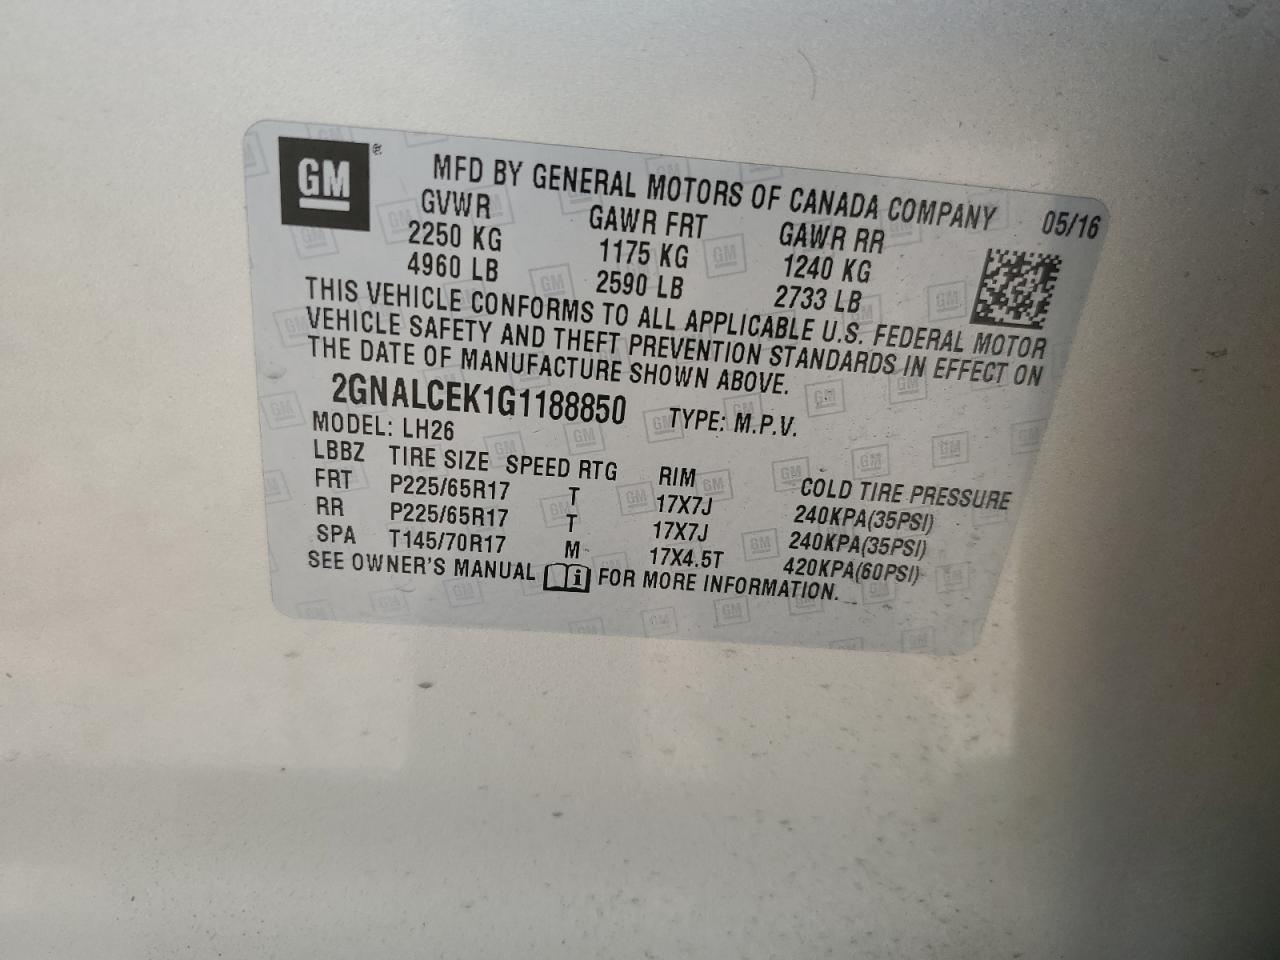 GM®
MFD BY GENERAL MOTORS OF CANADA COMPANY 05/16
GVWR GAWR FRT GAWR RR
2250 KG 1175 KG 1240 KG
4960 LB 2590 LB 2733 LB
THIS VEHICLE CONFORMS TO ALL APPLICABLE U.S. FEDERAL MOTOR
VEHICLE SAFETY AND THEFT PREVENTION STANDARDS IN EFFECT ON
THE DATE OF MANUFACTURE SHOWN ABOVE.
2GNALCEK1G1188850 TYPE: M.P.V.
MODEL: LH26
LBBZ TIRE SIZE SPEED RTG RIM COLD TIRE PRESSURE
FRT P225/65R17 T 17X7J 240KPA(35PSI)
RR P225/65R17 T 17X7J 240KPA(35PSI)
SPA T145/70R17 M 17X4.5T 420KPA(60PSI)
SEE OWNER'S MANUAL i FOR MORE INFORMATION.